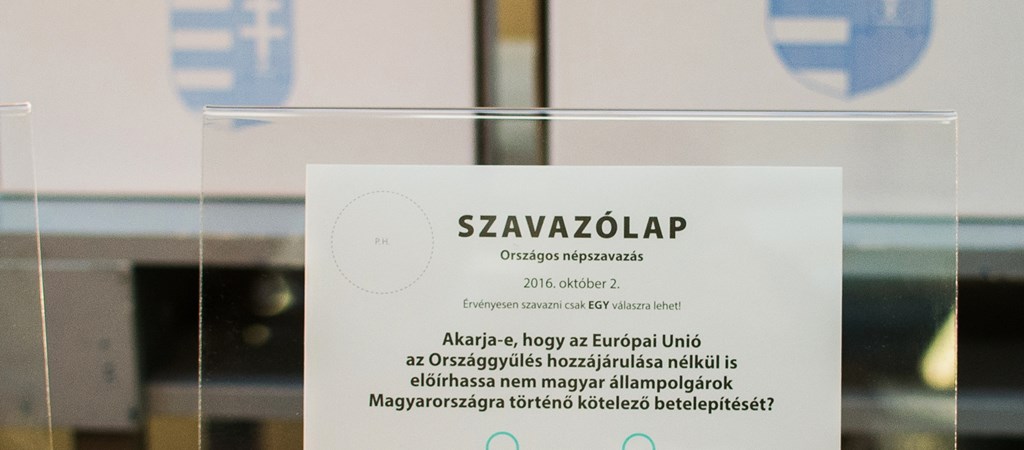 P.H.
SZAVAZÓLAP
Országos népszavazás
2016. október 2.
Érvényesen szavazni csak EGY válaszra lehet!
Akarja-e, hogy az Európai Unió
az Országgyűlés hozzájárulása nélkül is
előírhassa nem magyar állampolgárok
Magyarországra történő kötelező betelepítését?